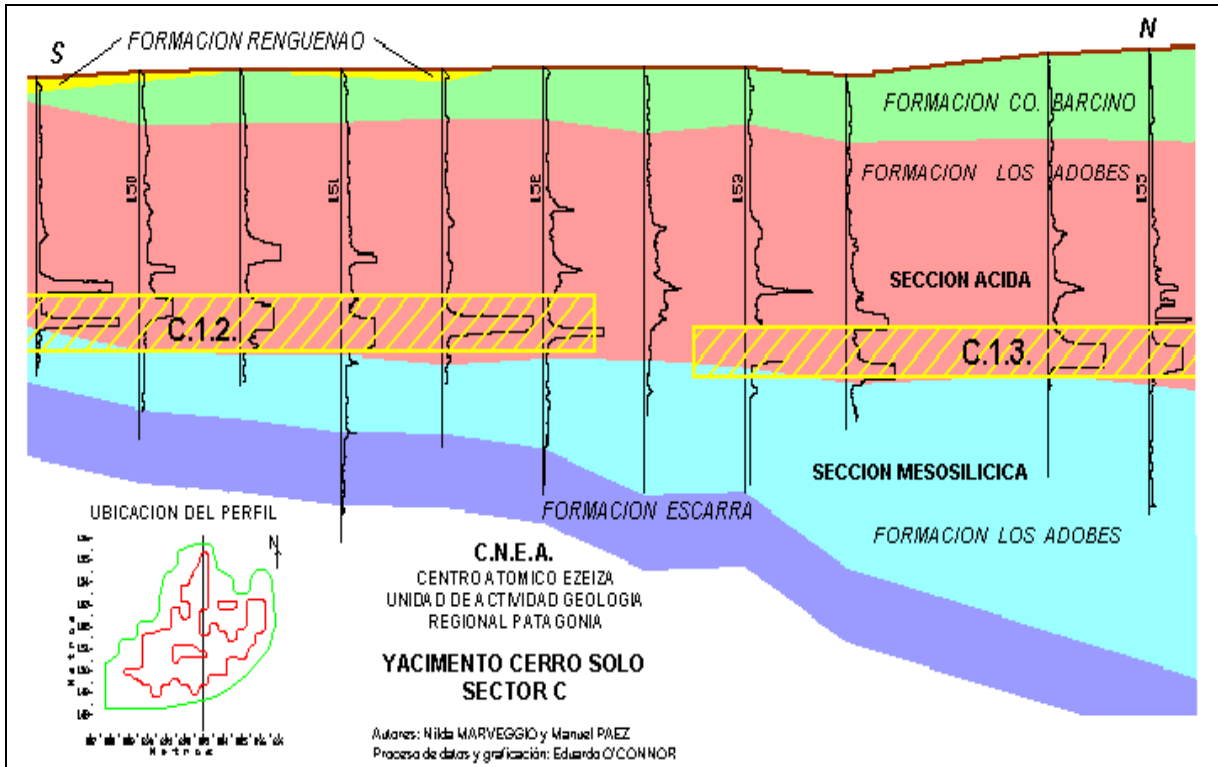 S
FORMACION RENGUENAO
N
FORMACION CO. BARCINO
FORMACION LOS ADOBES
SECCION ACIDA
C.1.2.
C.1.3.
SECCION MESOSILICICA
FORMACION ESCARRA
FORMACION LOS ADOBES
UBICACION DEL PERFIL
N
Metros
Metros
C.N.E.A.
CENTRO ATOMICO EZEIZA
UNIDAD DE ACTIVIDAD GEOLOGIA
REGIONAL PATAGONIA
YACIMENTO CERRO SOLO
SECTOR C
Autores: Nilda MARVEGGIO y Manuel PAEZ
Proceso de datos y graficación: Eduardo O'CONNOR